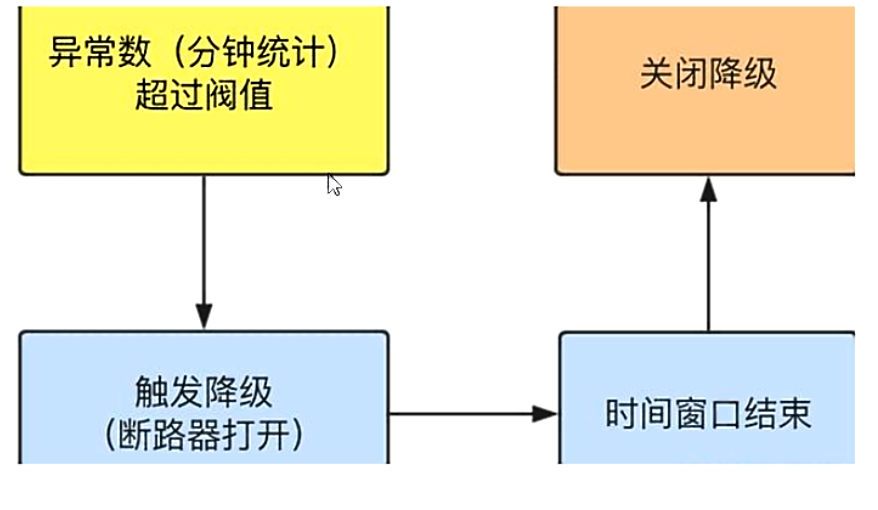 异常数（分钟统计）
超过阀值
关闭降级
触发降级
（断路器打开）
时间窗口结束